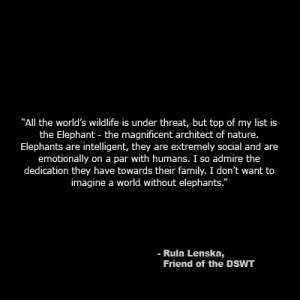 “All the world’s wildlife is under threat, but top of my list is
the Elephant - the magnificent architect of nature.
Elephants are intelligent, they are extremely social and are
emotionally on a par with humans. I so admire the
dedication they have towards their family. I don’t want to
imagine a world without elephants.”
- Rula Lenska,
Friend of the DSWT